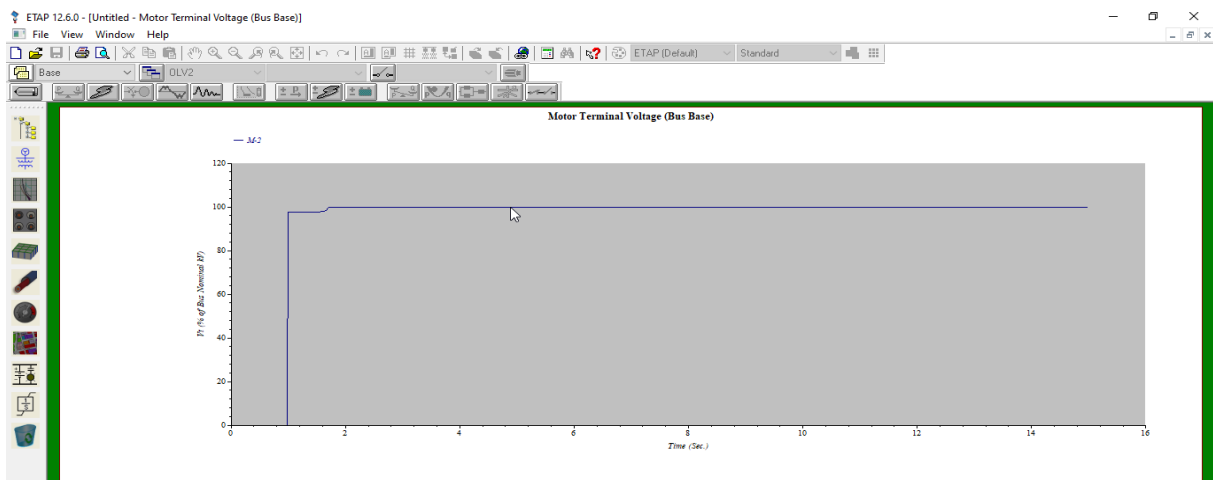 ETAP 12.6.0 - [Untitled - Motor Terminal Voltage (Bus Base)]
File View Window Help
ETAP (Default) Standard
Base OLV2
Motor Terminal Voltage (Bus Base)
M-2
120
100
80
60
40
20
0
Vt (% of Bus Nominal kV)
0 2 4 6 8 10 12 14 16
Time (Sec.)